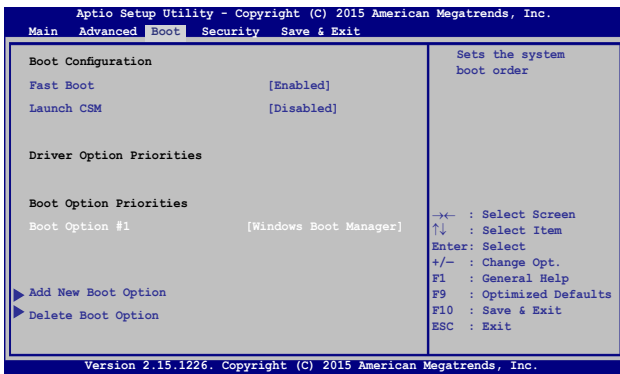 Aptio Setup Utility - Copyright (C) 2015 American Megatrends, Inc.
Main Advanced Boot Security Save & Exit
Boot Configuration
Fast Boot [Enabled]
Launch CSM [Disabled]
Driver Option Priorities
Boot Option Priorities
Boot Option #1 [Windows Boot Manager]
Add New Boot Option
Delete Boot Option
Sets the system
boot order
→← : Select Screen
↑↓ : Select Item
Enter: Select
+/— : Change Opt.
F1 : General Help
F9 : Optimized Defaults
F10 : Save & Exit
ESC : Exit
Version 2.15.1226. Copyright (C) 2015 American Megatrends, Inc.